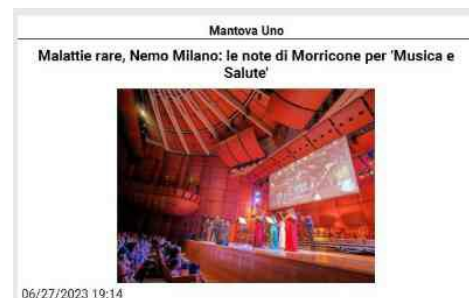 Mantova Uno
Malattie rare, Nemo Milano: le note di Morricone per 'Musica e
Salute'
06/27/2023 19:14